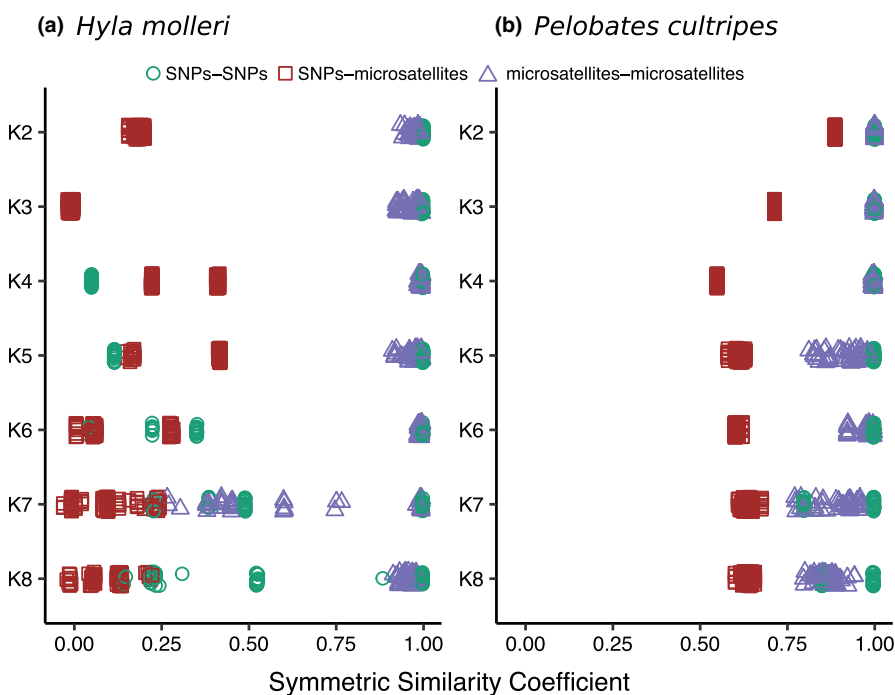 (a) Hyla molleri
(b) Pelobates cultripes
SNPs–SNPs SNPs–microsatellites microsatellites–microsatellites
K2
K3
K4
K5
K6
K7
K8
0.00 0.25 0.50 0.75 1.00
K2
K3
K4
K5
K6
K7
K8
0.00 0.25 0.50 0.75 1.00
Symmetric Similarity Coefficient